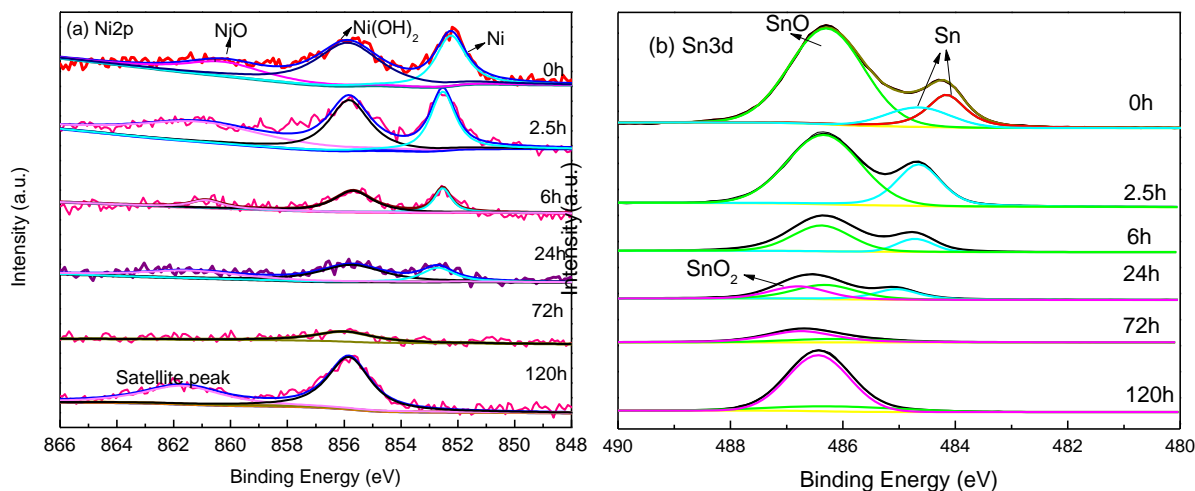 (a) Ni2p
NiO
Ni(OH)2
Ni
0h
2.5h
6h
24h
72h
Satellite peak
120h
866 864 862 860 858 856 854 852 850 848
Binding Energy (eV)
Intensity (a.u.)
(b) Sn3d
SnO
Sn
0h
2.5h
6h
SnO2
24h
72h
120h
490 488 486 484 482 480
Binding Energy (eV)
Intensity (a.u.)